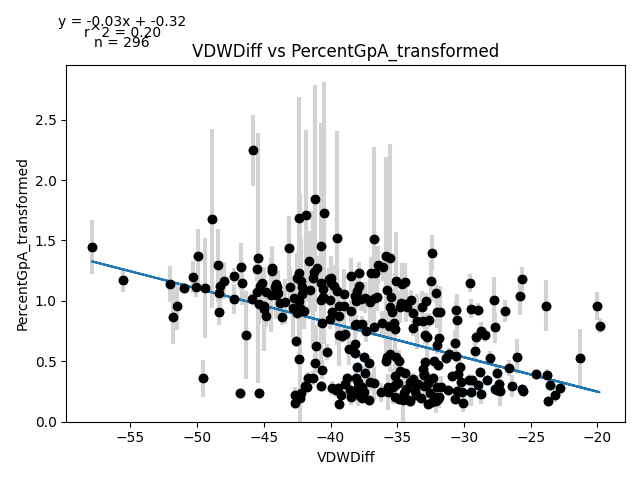 y = -0.03x + -0.32
r^2 = 0.20
n = 296
VDWDiff vs PercentGpA_transformed
PercentGpA_transformed
2.5
2.0
1.5
1.0
0.5
0.0
−55
−50
−45
−40
−35
−30
−25
−20
VDWDiff